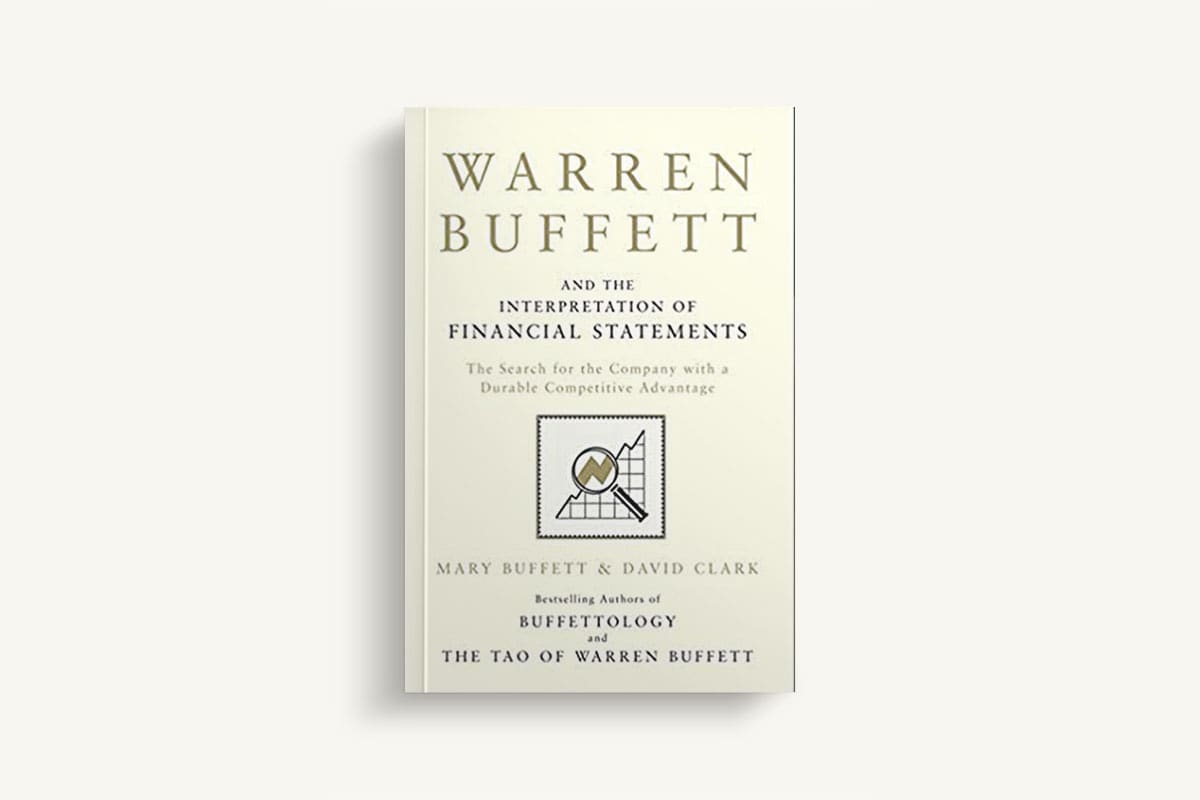 WARREN
BUFFETT
AND THE
INTERPRETATION OF
FINANCIAL STATEMENTS
The Search for the Company with a
Durable Competitive Advantage
MARY BUFFETT & DAVID CLARK
Bestselling Authors of
BUFFETTOLOGY
and
THE TAO OF WARREN BUFFETT